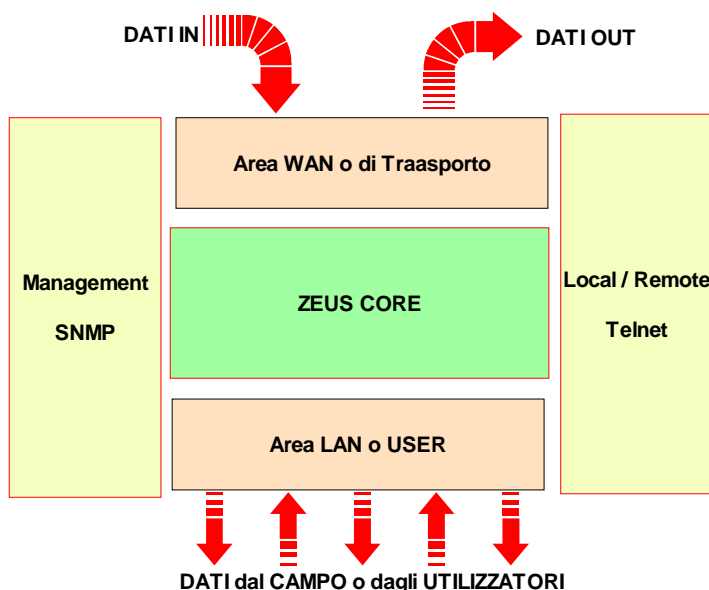 DATI IN
DATI OUT
Area WAN o di Traasporto
Management
SNMP
ZEUS CORE
Local / Remote
Telnet
Area LAN o USER
DATI dal CAMPO o dagli UTILIZZATORI